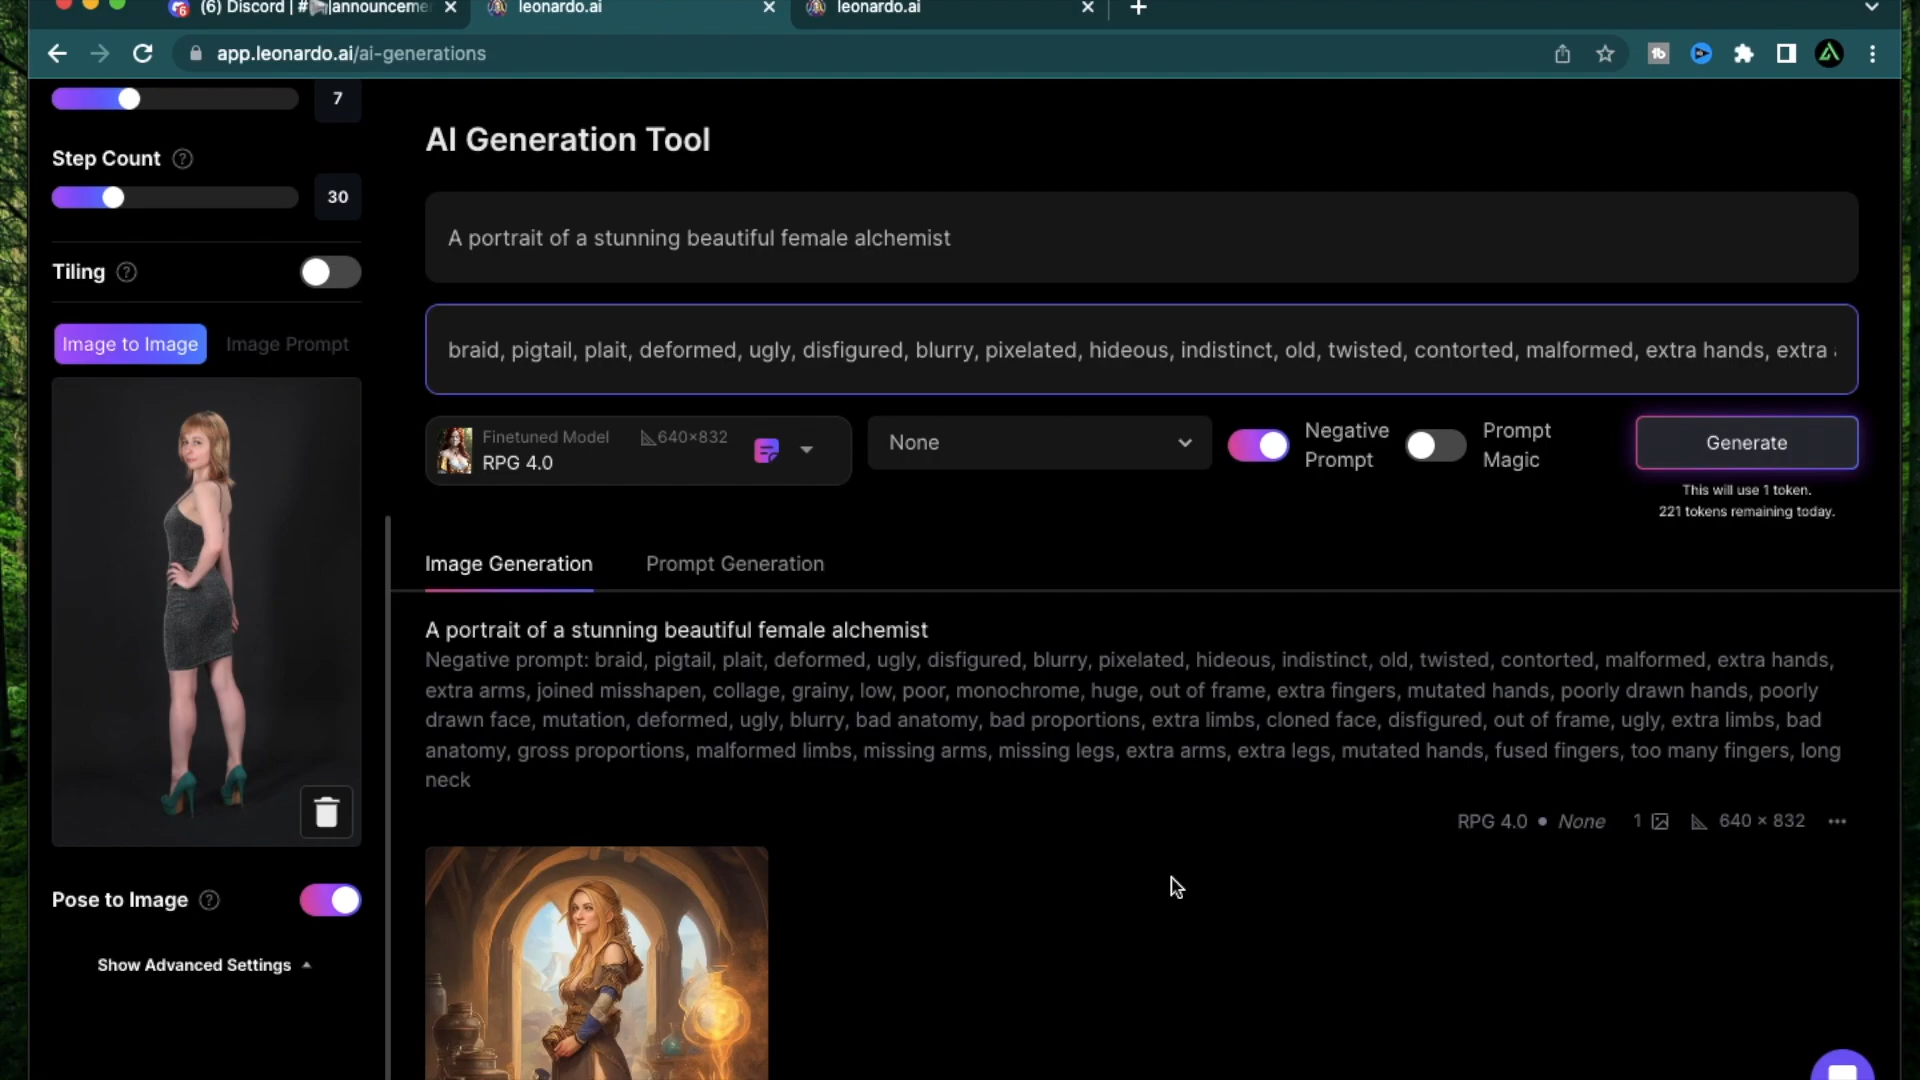 (6) Discord | #📢|announceme
leonardo.ai
leonardo.ai
app.leonardo.ai/ai-generations
7
Step Count
30
Tiling
Image to Image
Image Prompt
Pose to Image
Show Advanced Settings
AI Generation Tool
A portrait of a stunning beautiful female alchemist
braid, pigtail, plait, deformed, ugly, disfigured, blurry, pixelated, hideous, indistinct, old, twisted, contorted, malformed, extra hands, extra
Finetuned Model
640×832
RPG 4.0
None
Negative
Prompt
Prompt
Magic
Generate
This will use 1 token.
221 tokens remaining today.
Image Generation
Prompt Generation
A portrait of a stunning beautiful female alchemist
Negative prompt: braid, pigtail, plait, deformed, ugly, disfigured, blurry, pixelated, hideous, indistinct, old, twisted, contorted, malformed, extra hands,
extra arms, joined misshapen, collage, grainy, low, poor, monochrome, huge, out of frame, extra fingers, mutated hands, poorly drawn hands, poorly
drawn face, mutation, deformed, ugly, blurry, bad anatomy, bad proportions, extra limbs, cloned face, disfigured, out of frame, ugly, extra limbs, bad
anatomy, gross proportions, malformed limbs, missing arms, missing legs, extra arms, extra legs, mutated hands, fused fingers, too many fingers, long
neck
RPG 4.0 • None 1 640 × 832 •••